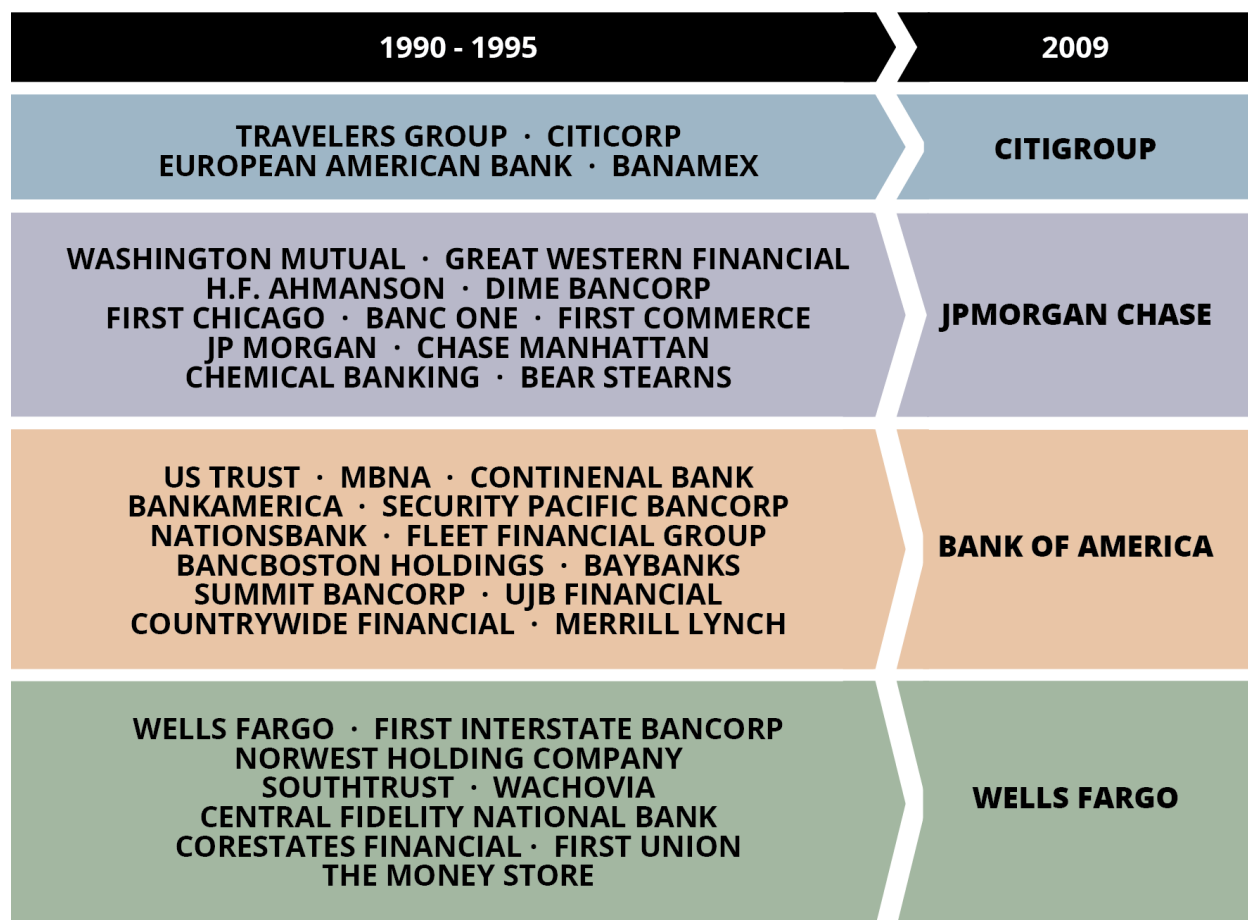 1990 - 1995
2009
TRAVELERS GROUP · CITICORP
EUROPEAN AMERICAN BANK · BANAMEX
CITIGROUP
WASHINGTON MUTUAL · GREAT WESTERN FINANCIAL
H.F. AHMANSON · DIME BANCORP
FIRST CHICAGO · BANC ONE · FIRST COMMERCE
JP MORGAN · CHASE MANHATTAN
CHEMICAL BANKING · BEAR STEARNS
JPMORGAN CHASE
US TRUST · MBNA · CONTINENAL BANK
BANKAMERICA · SECURITY PACIFIC BANCORP
NATIONSBANK · FLEET FINANCIAL GROUP
BANCBOSTON HOLDINGS · BAYBANKS
SUMMIT BANCORP · UJB FINANCIAL
COUNTRYWIDE FINANCIAL · MERRILL LYNCH
BANK OF AMERICA
WELLS FARGO · FIRST INTERSTATE BANCORP
NORWEST HOLDING COMPANY
SOUTHTRUST · WACHOVIA
CENTRAL FIDELITY NATIONAL BANK
CORESTATES FINANCIAL · FIRST UNION
THE MONEY STORE
WELLS FARGO